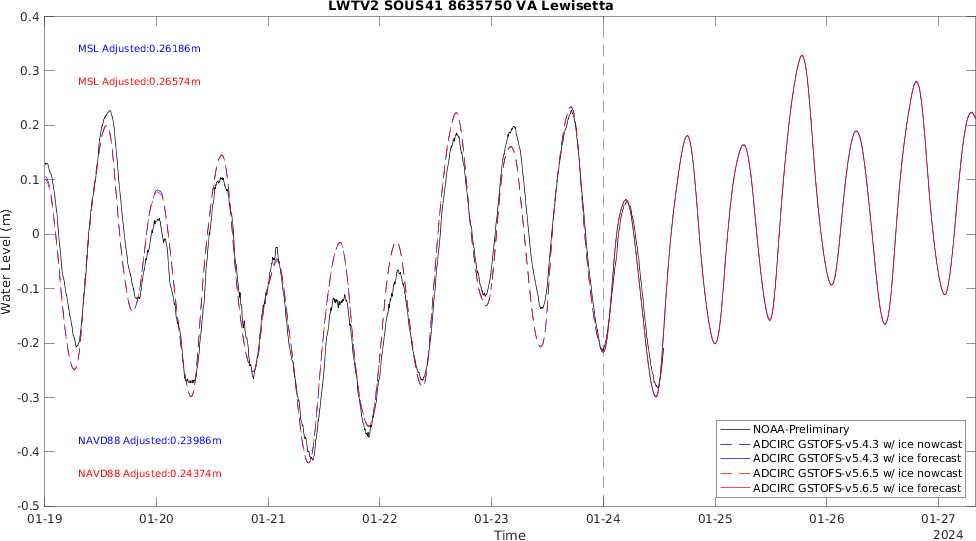 LWTV2 SOUS41 8635750 VA Lewisetta
0.4
0.3
0.2
0.1
0
-0.1
-0.2
-0.3
-0.4
-0.5
Water Level (m)
MSL Adjusted:0.26186m
MSL Adjusted:0.26574m
NAVD88 Adjusted:0.23986m
NAVD88 Adjusted:0.24374m
NOAA-Preliminary
ADCIRC GSTOFS-v5.4.3 w/ ice nowcast
ADCIRC GSTOFS-v5.4.3 w/ ice forecast
ADCIRC GSTOFS-v5.6.5 w/ ice nowcast
ADCIRC GSTOFS-v5.6.5 w/ ice forecast
01-19 01-20 01-21 01-22 01-23 01-24 01-25 01-26 01-27
Time
2024